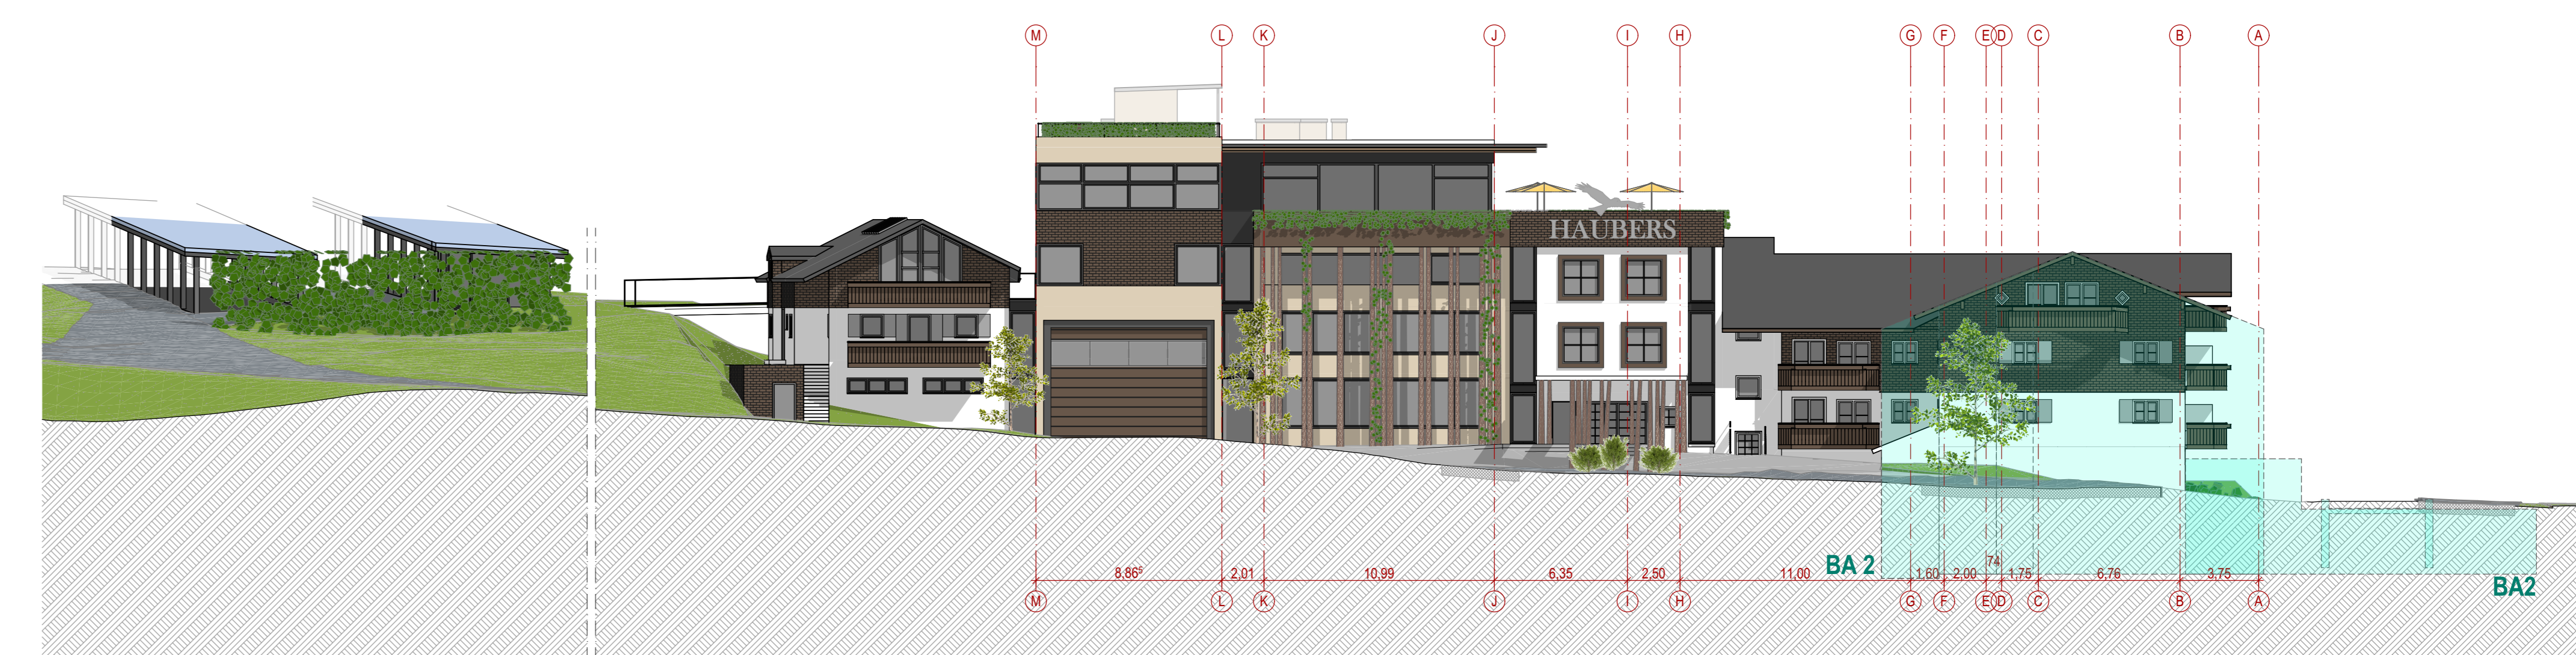 M L K J I H G F E D C B A
HAUBERS
8,86⁵ 2,01 10,99 6,35 2,50 11,00 BA 2 1,60 2,00 74 1,75 6,76 3,75
BA2
M L K J I H G F E D C B A